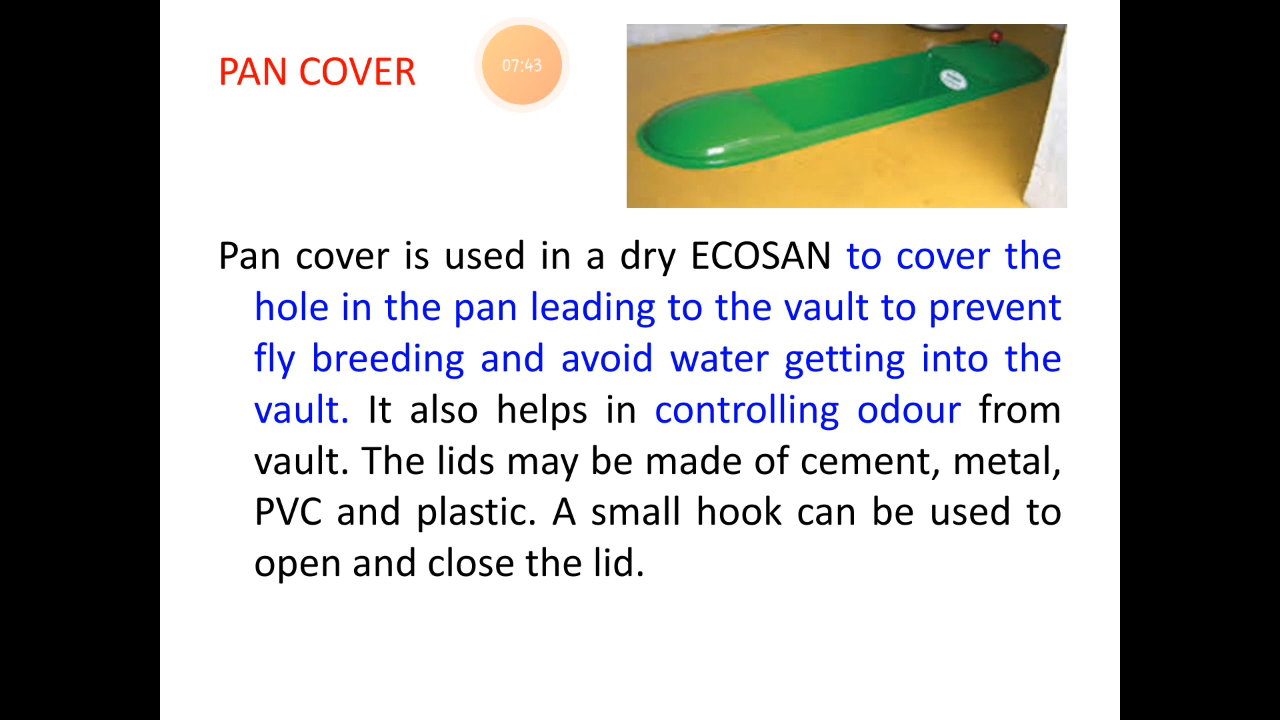 PAN COVER
07:43
Pan cover is used in a dry ECOSAN to cover the
hole in the pan leading to the vault to prevent
fly breeding and avoid water getting into the
vault. It also helps in controlling odour from
vault. The lids may be made of cement, metal,
PVC and plastic. A small hook can be used to
open and close the lid.